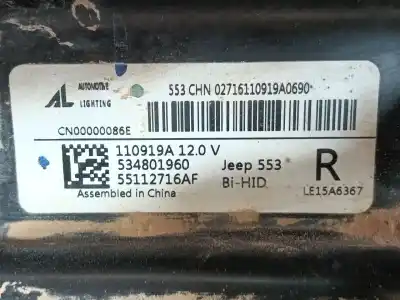 AL AUTOMOTIVE LIGHTING
553 CHN 02716110919A0690
CN00000086E
110919A 12.0 V
534801960 Jeep 553
55112716AF Bi-HID
R
Assembled in China
LE15A6367